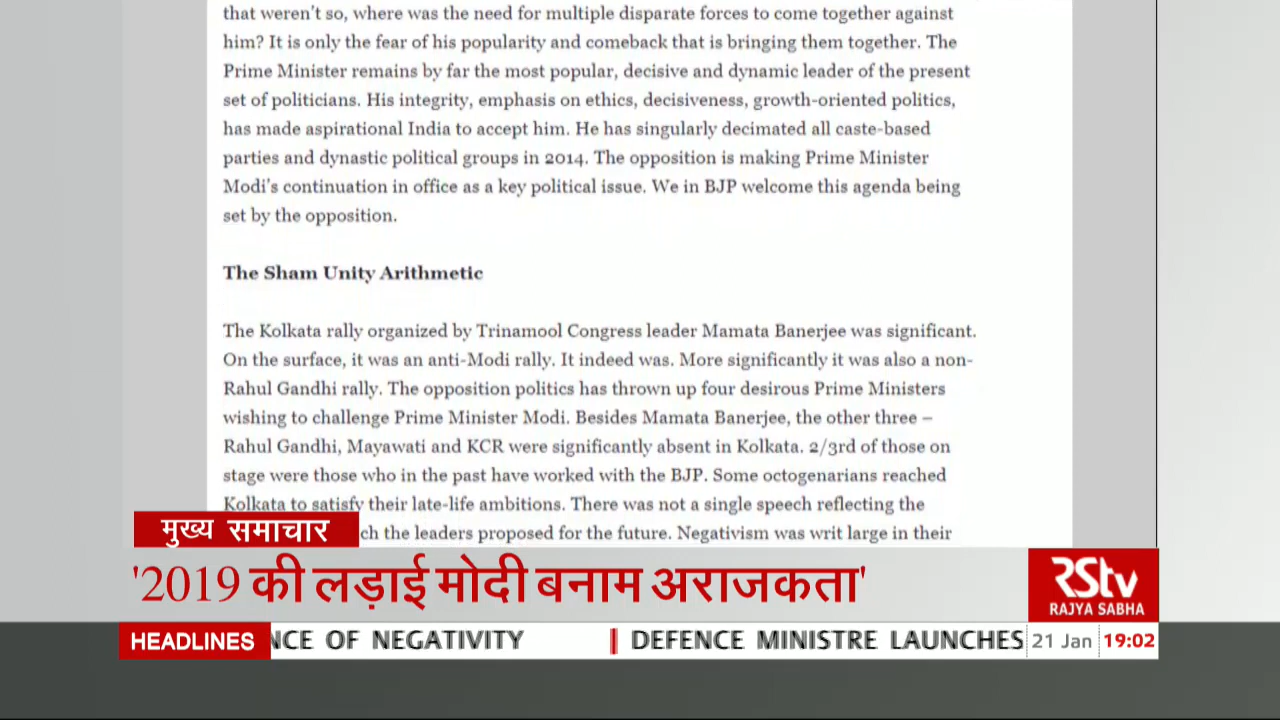 that weren't so, where was the need for multiple disparate forces to come together against
him? It is only the fear of his popularity and comeback that is bringing them together. The
Prime Minister remains by far the most popular, decisive and dynamic leader of the present
set of politicians. His integrity, emphasis on ethics, decisiveness, growth-oriented politics,
has made aspirational India to accept him. He has singularly decimated all caste-based
parties and dynastic political groups in 2014. The opposition is making Prime Minister
Modi's continuation in office as a key political issue. We in BJP welcome this agenda being
set by the opposition.
The Sham Unity Arithmetic
The Kolkata rally organized by Trinamool Congress leader Mamata Banerjee was significant.
On the surface, it was an anti-Modi rally. It indeed was. More significantly it was also a non-
Rahul Gandhi rally. The opposition politics has thrown up four desirous Prime Ministers
wishing to challenge Prime Minister Modi. Besides Mamata Banerjee, the other three –
Rahul Gandhi, Mayawati and KCR were significantly absent in Kolkata. 2/3rd of those on
stage were those who in the past have worked with the BJP. Some octogenarians reached
Kolkata to satisfy their late-life ambitions. There was not a single speech reflecting the
ch the leaders proposed for the future. Negativism was writ large in their
मुख्य समाचार
'2019 की लड़ाई मोदी बनाम अराजकता'
RStv
RAJYA SABHA
HEADLINES NCE OF NEGATIVITY | DEFENCE MINISTRE LAUNCHES 21 Jan 19:02